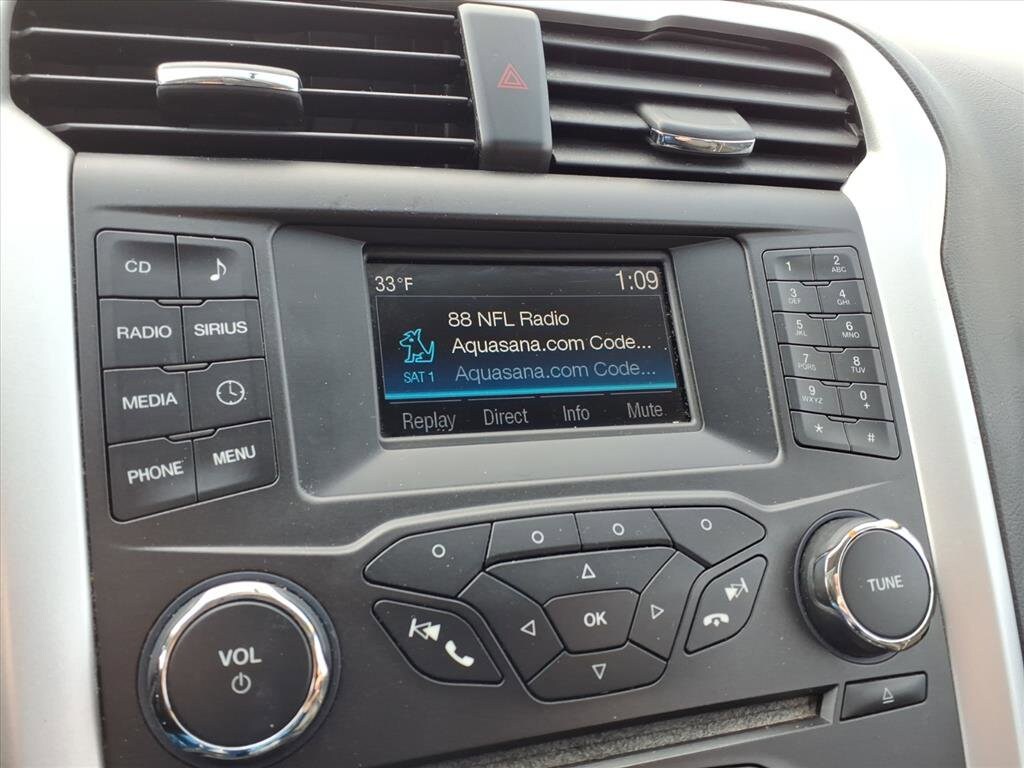 33°F 1:09
88 NFL Radio
Aquasana.com Code...
SAT 1 Aquasana.com Code...
Replay Direct Info Mute
CD
RADIO SIRIUS
MEDIA
PHONE MENU
1 2 ABC
3 DEF 4 GHI
5 JKL 6 MNO
7 PQRS 8 TUV
9 WXYZ 0 +
* #
OK
VOL
TUNE